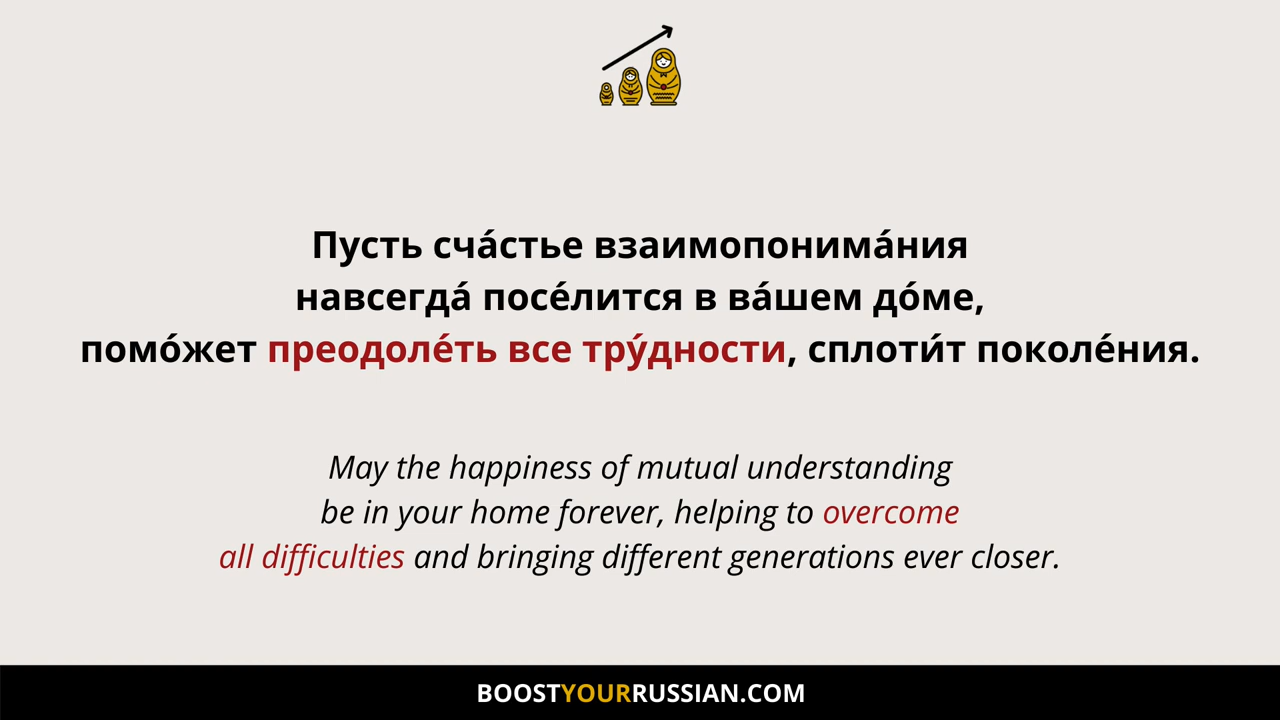 Пусть сча́стье взаимопонима́ния
навсегда́ посе́лится в ва́шем до́ме,
помо́жет преодоле́ть все тру́дности, сплоти́т поколе́ния.
May the happiness of mutual understanding
be in your home forever, helping to overcome
all difficulties and bringing different generations ever closer.
BOOSTYOURRUSSIAN.COM